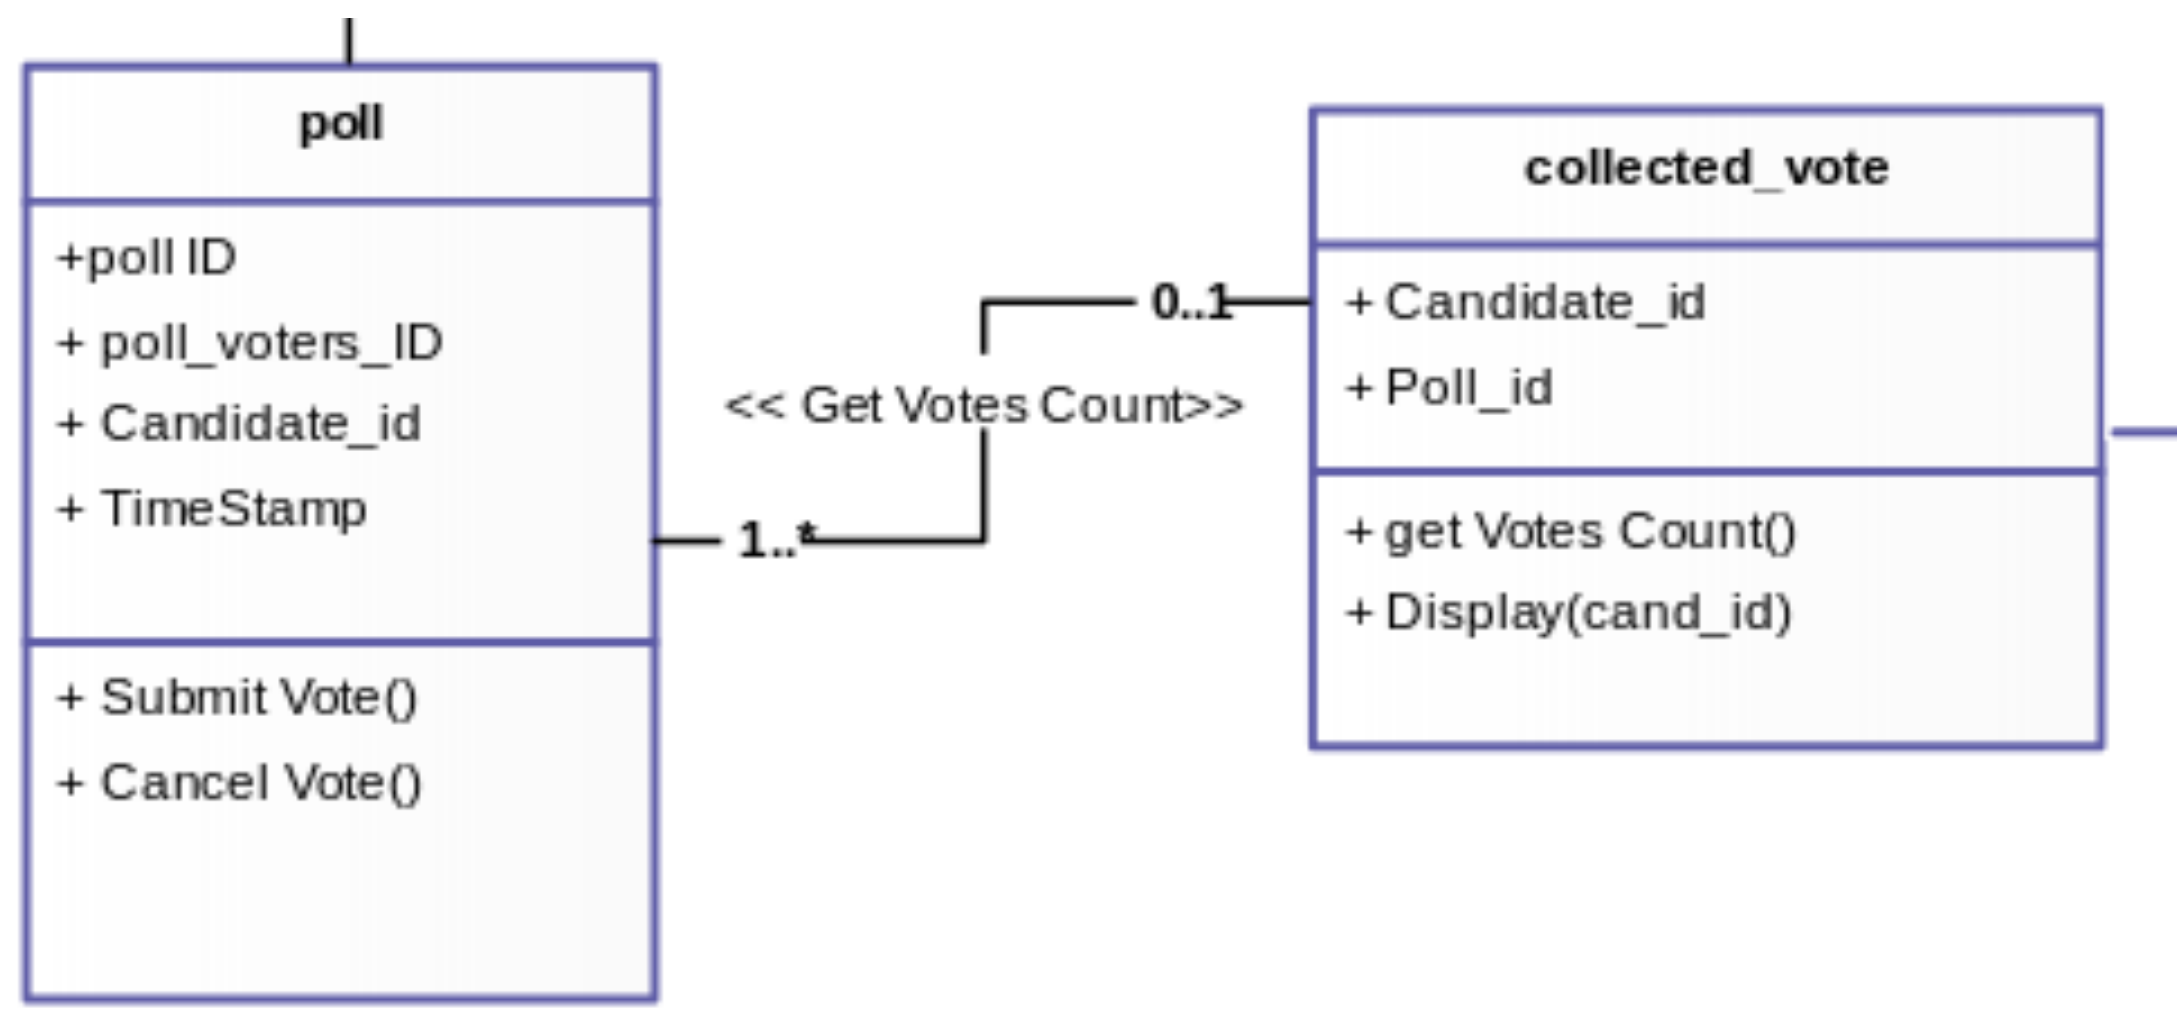 poll
+poll ID
+ poll_voters_ID
+ Candidate_id
+ TimeStamp
+ Submit Vote()
+ Cancel Vote()
0..1
<< Get Votes Count>>
1..*
collected_vote
+ Candidate_id
+ Poll_id
+ get Votes Count()
+ Display(cand_id)